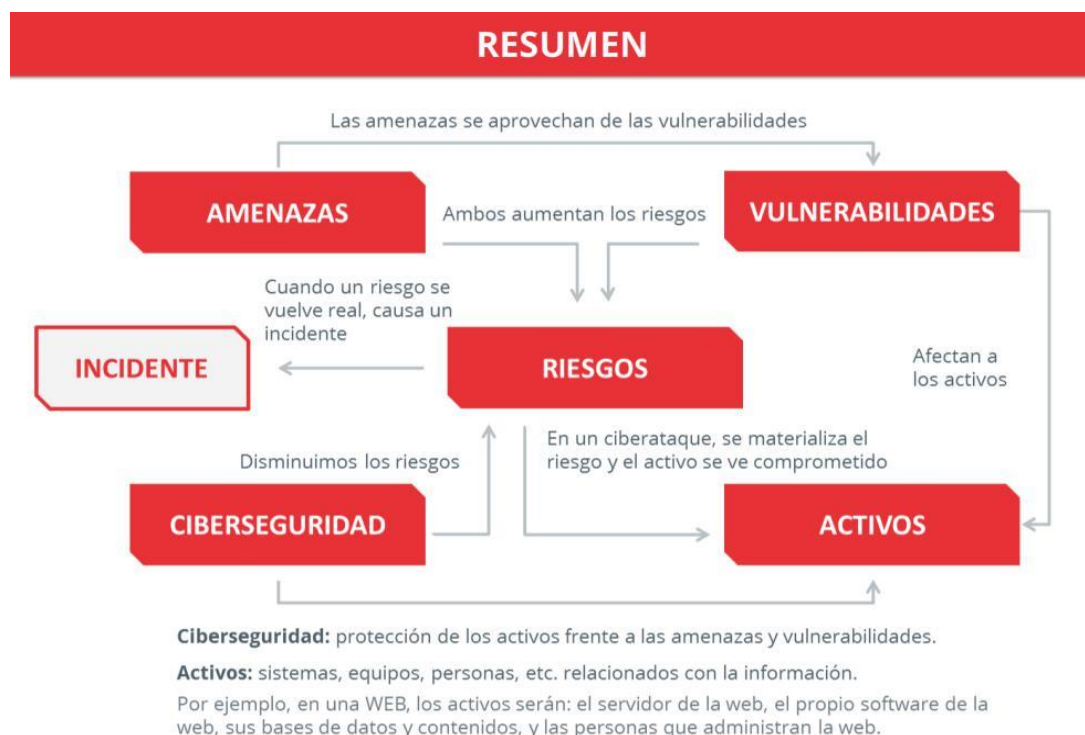 RESUMEN
Las amenazas se aprovechan de las vulnerabilidades
AMENAZAS
Ambos aumentan los riesgos
VULNERABILIDADES
Cuando un riesgo se
vuelve real, causa un
incidente
INCIDENTE
RIESGOS
Afectan a
los activos
Disminuimos los riesgos
En un ciberataque, se materializa el
riesgo y el activo se ve comprometido
CIBERSEGURIDAD
ACTIVOS
Ciberseguridad: protección de los activos frente a las amenazas y vulnerabilidades.
Activos: sistemas, equipos, personas, etc. relacionados con la información.
Por ejemplo, en una WEB, los activos serán: el servidor de la web, el propio software de la
web, sus bases de datos y contenidos, y las personas que administran la web.